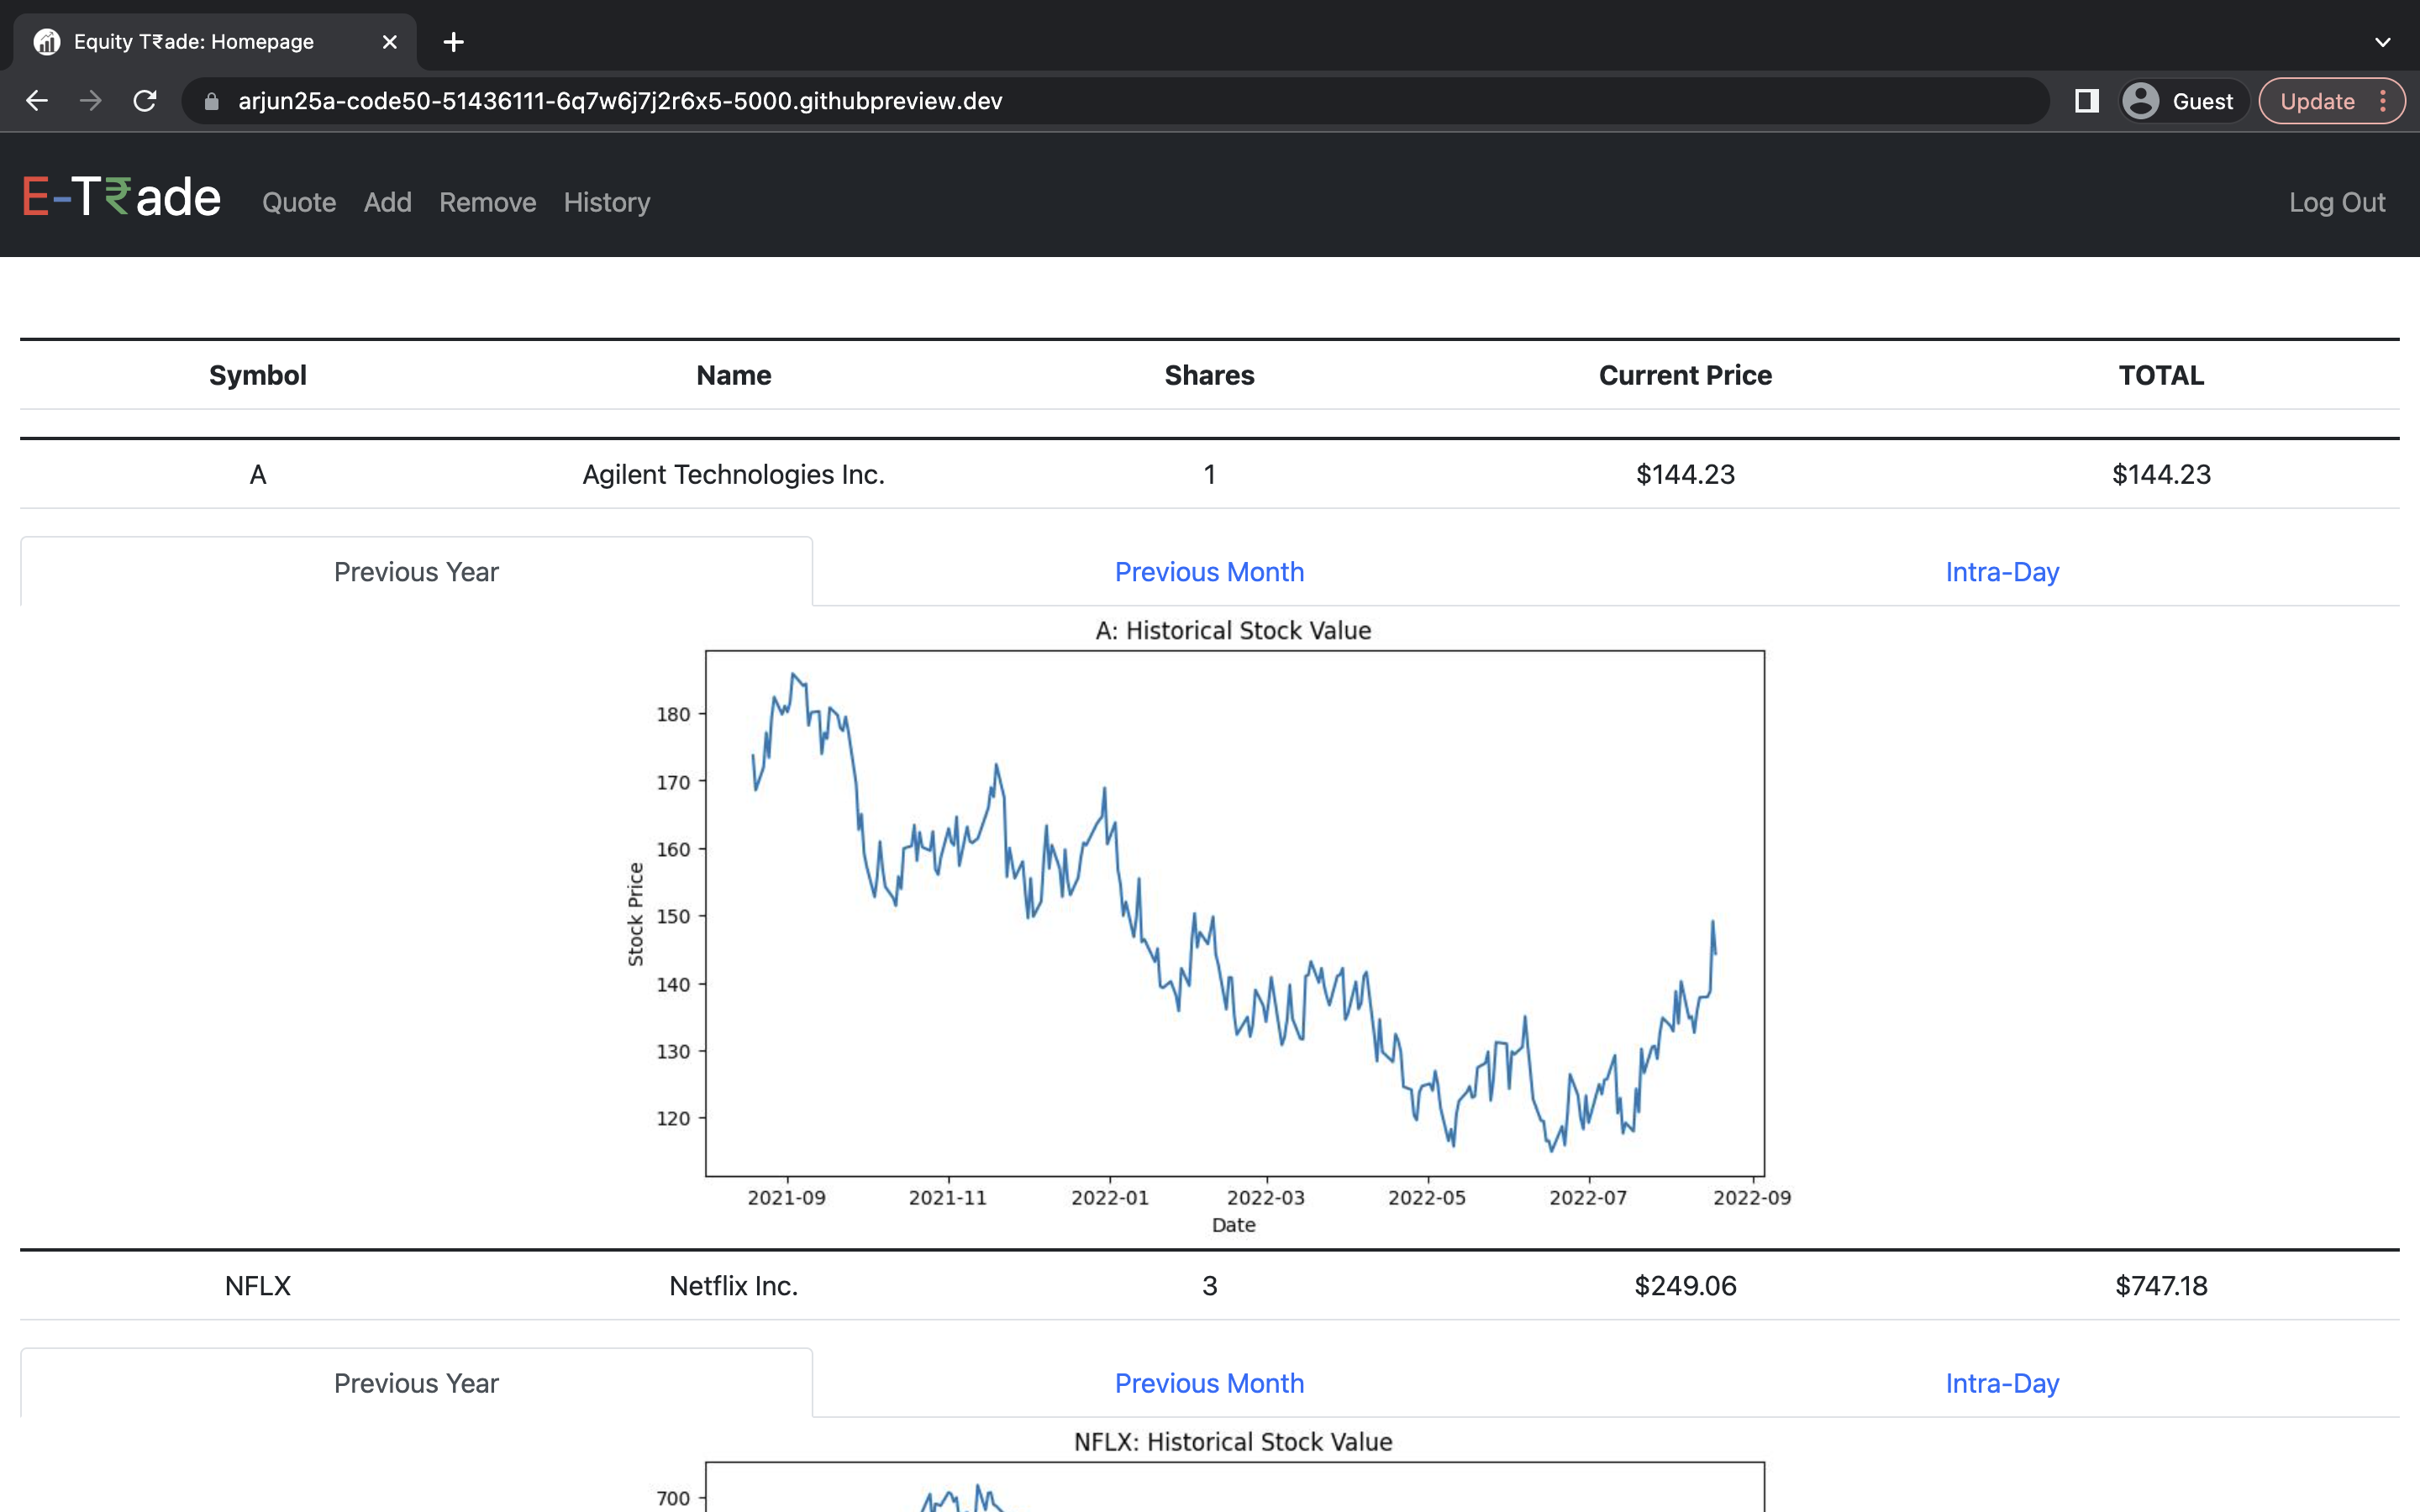 Equity T₹ade: Homepage
arjun25a-code50-51436111-6q7w6j7j2r6x5-5000.githubpreview.dev Guest Update
E-T₹ade Quote Add Remove History Log Out
Symbol Name Shares Current Price TOTAL
A Agilent Technologies Inc. 1 $144.23 $144.23
Previous Year Previous Month Intra-Day
A: Historical Stock Value
180
170
160
150
140
130
120
Stock Price
2021-09 2021-11 2022-01 2022-03 2022-05 2022-07 2022-09
Date
NFLX Netflix Inc. 3 $249.06 $747.18
Previous Year Previous Month Intra-Day
NFLX: Historical Stock Value
700